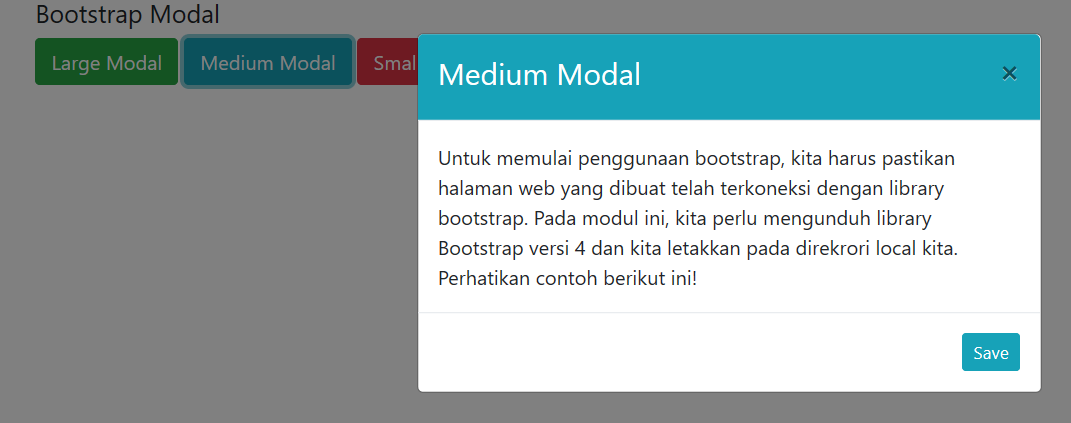 Bootstrap Modal
Large Modal
Medium Modal
Smal
Medium Modal
×
Untuk memulai penggunaan bootstrap, kita harus pastikan
halaman web yang dibuat telah terkoneksi dengan library
bootstrap. Pada modul ini, kita perlu mengunduh library
Bootstrap versi 4 dan kita letakkan pada direkrori local kita.
Perhatikan contoh berikut ini!
Save